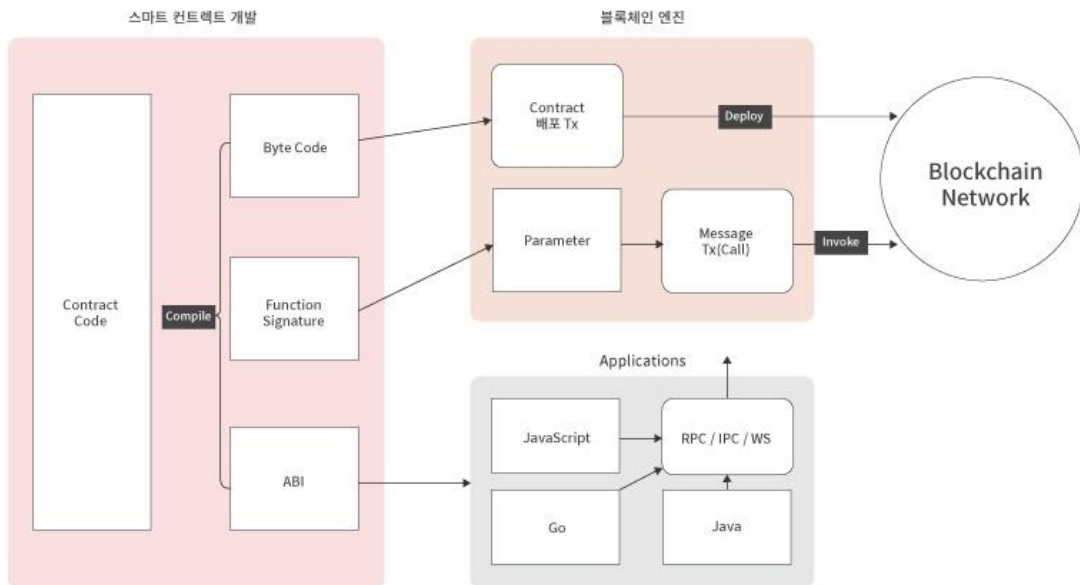 스마트 컨트렉트 개발
블록체인 엔진
Contract
Code
Compile
Byte Code
Function
Signature
ABI
Contract
배포 Tx
Deploy
Parameter
Message
Tx(Call)
Invoke
Blockchain
Network
Applications
JavaScript
RPC / IPC / WS
Go
Java